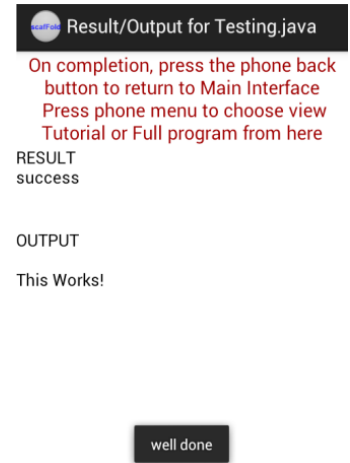 scaffold
Result/Output for Testing.java
On completion, press the phone back
button to return to Main Interface
Press phone menu to choose view
Tutorial or Full program from here
RESULT
success
OUTPUT
This Works!
well done